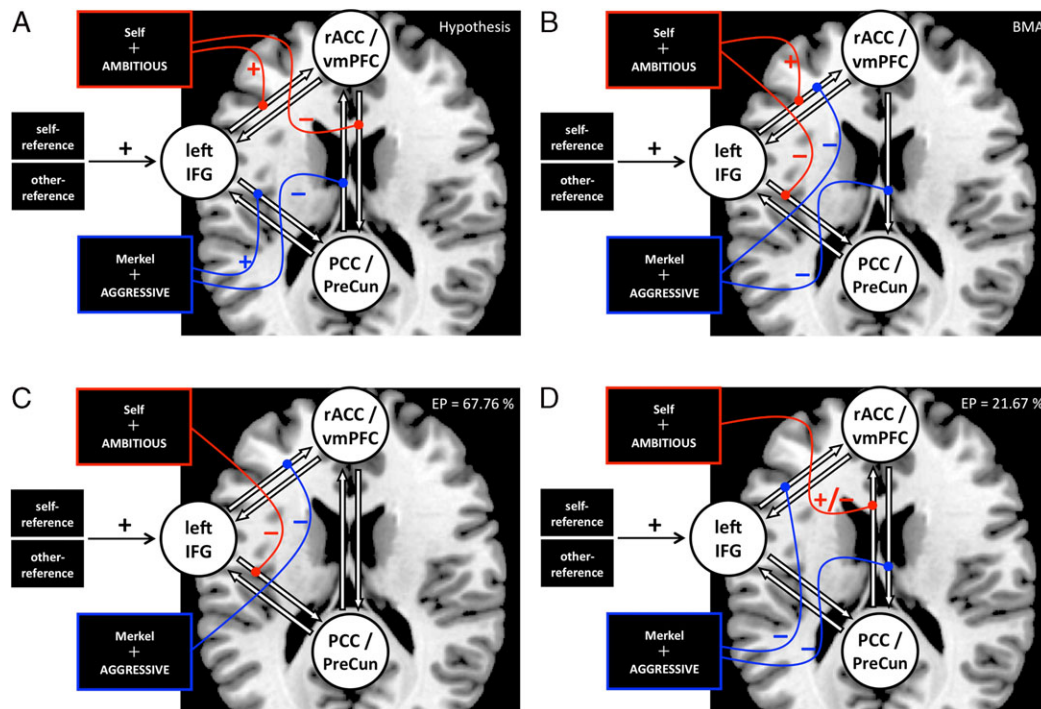 A
Hypothesis
Self
+
AMBITIOUS
rACC /
vmPFC
self-
reference
other-
reference
+
left
IFG
+
−
−
+
Merkel
+
AGGRESSIVE
PCC /
PreCun
B
BMA
Self
+
AMBITIOUS
rACC /
vmPFC
self-
reference
other-
reference
+
left
IFG
+
−
−
−
Merkel
+
AGGRESSIVE
PCC /
PreCun
C
EP = 67.76 %
Self
+
AMBITIOUS
rACC /
vmPFC
self-
reference
other-
reference
+
left
IFG
−
−
Merkel
+
AGGRESSIVE
PCC /
PreCun
D
EP = 21.67 %
Self
+
AMBITIOUS
rACC /
vmPFC
self-
reference
other-
reference
+
left
IFG
+/−
−
−
Merkel
+
AGGRESSIVE
PCC /
PreCun